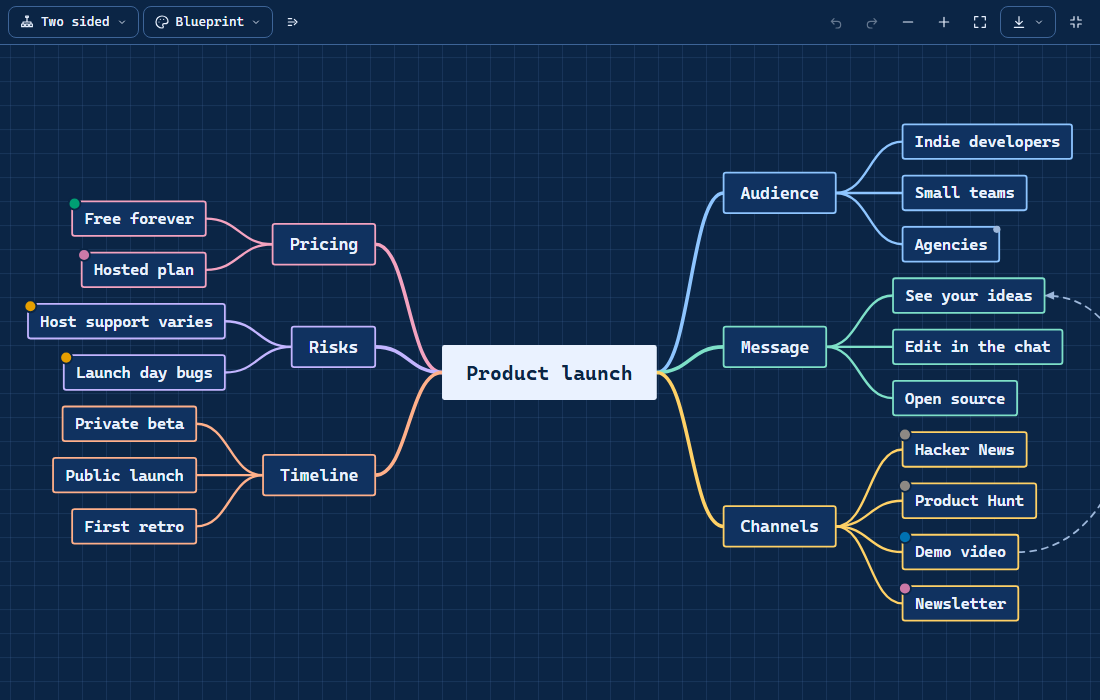 Two sided
Blueprint
Product launch
Audience
Indie developers
Small teams
Agencies
Message
See your ideas
Edit in the chat
Open source
Channels
Hacker News
Product Hunt
Demo video
Newsletter
Pricing
Free forever
Hosted plan
Risks
Host support varies
Launch day bugs
Timeline
Private beta
Public launch
First retro